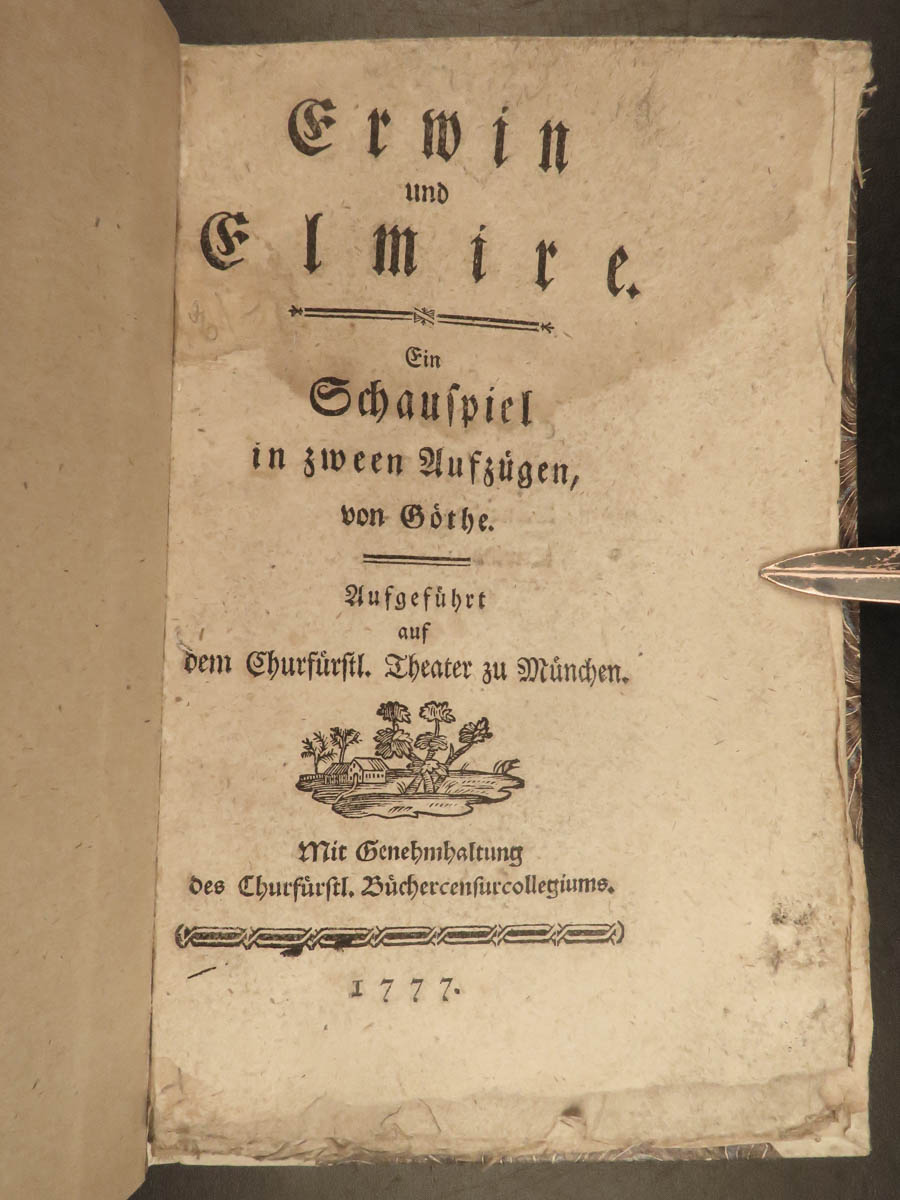 Erwin
und
Elmire.
Ein
Schauſpiel
in zween Aufzügen,
von Göthe.
Aufgeführt
auf
dem Churfürſtl. Theater zu München.
Mit Genehmhaltung
des Churfürſtl. Büchercenſurcollegiums.
1777.